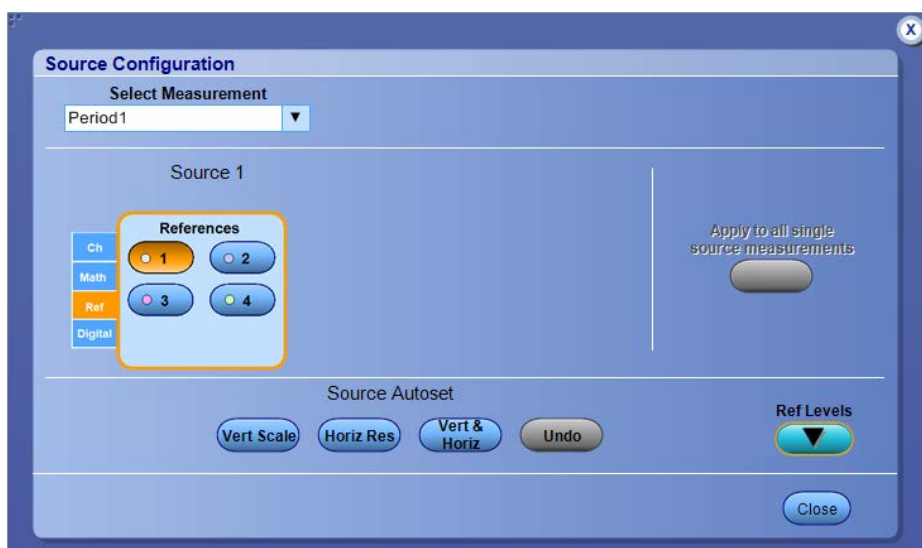 X
Source Configuration
Select Measurement
Period1
Source 1
Ch
Math
Ref
Digital
References
1
2
3
4
Apply to all single
source measurements
Source Autoset
Vert Scale
Horiz Res
Vert &
Horiz
Undo
Ref Levels
Close